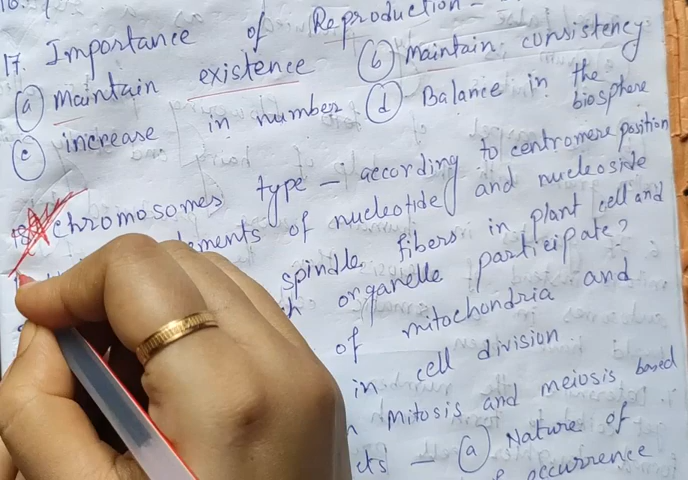 17. Importance of Reproduction -
(a) Maintain existence (b) Maintain consistency
(c) increase in number (d) Balance in the biosphere
18 Chromosomes type - according to centromere position
of nucleotide and nucleoside
spindle fibers in plant cell and
organelle participate?
of mitochondria and
in cell division
Mitosis and meiosis based
- (a) Nature of
occurrence